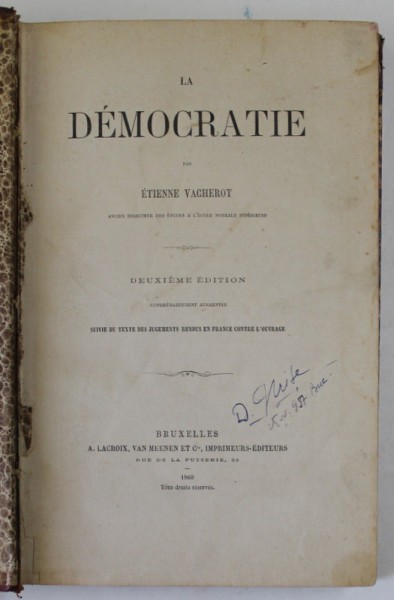 LA
DÉMOCRATIE
PAR
ÉTIENNE VACHEROT
ANCIEN DIRECTEUR DES ÉTUDES A L'ÉCOLE NORMALE SUPÉRIEURE
DEUXIÈME ÉDITION
CONSIDÉRABLEMENT AUGMENTÉE
SUIVIE DU TEXTE DES JUGEMENTS RENDUS EN FRANCE CONTRE L'OUVRAGE
D.
BRUXELLES
A. LACROIX, VAN MEENEN ET Cie, IMPRIMEURS-ÉDITEURS
RUE DE LA PUTTERIE, 33
1860
Tous droits réservés.